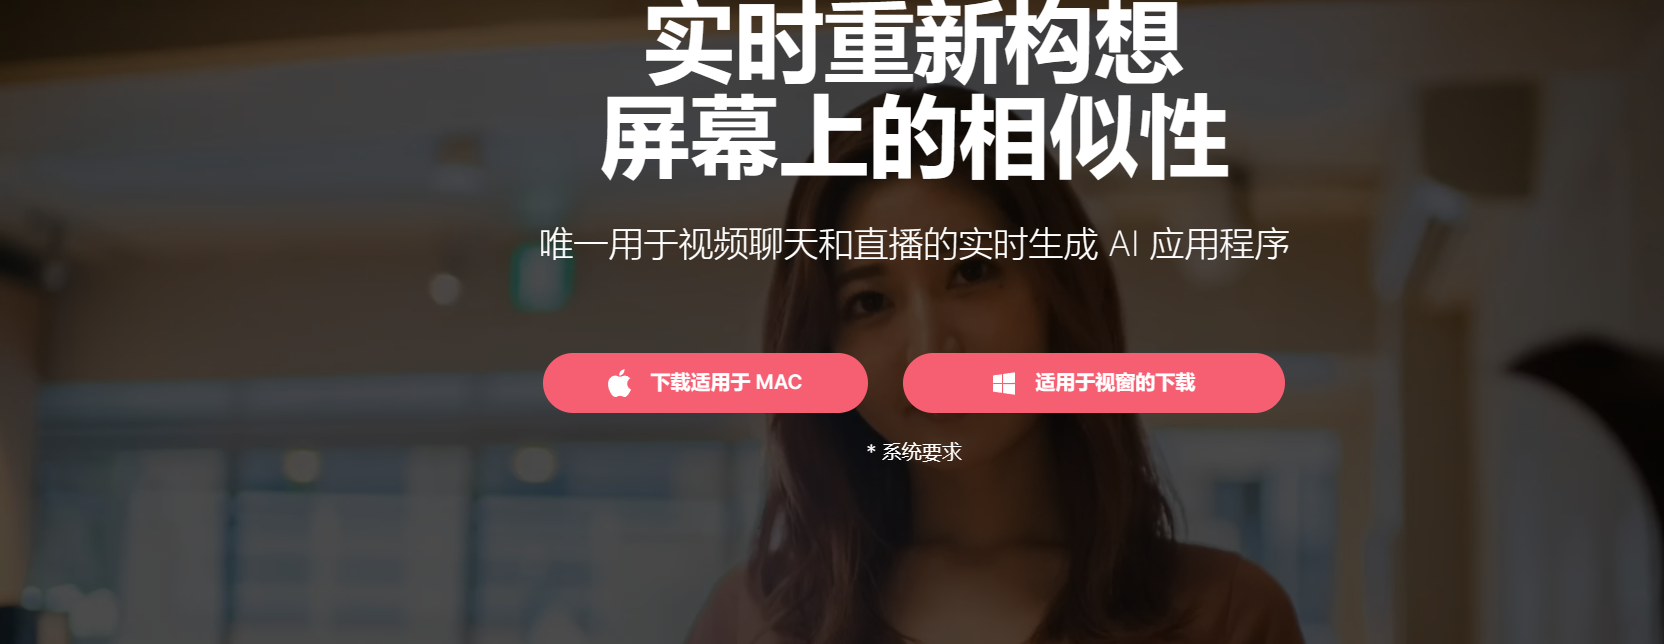 实时重新构想
屏幕上的相似性
唯一用于视频聊天和直播的实时生成 AI 应用程序
下载适用于 MAC
适用于视窗的下载
* 系统要求